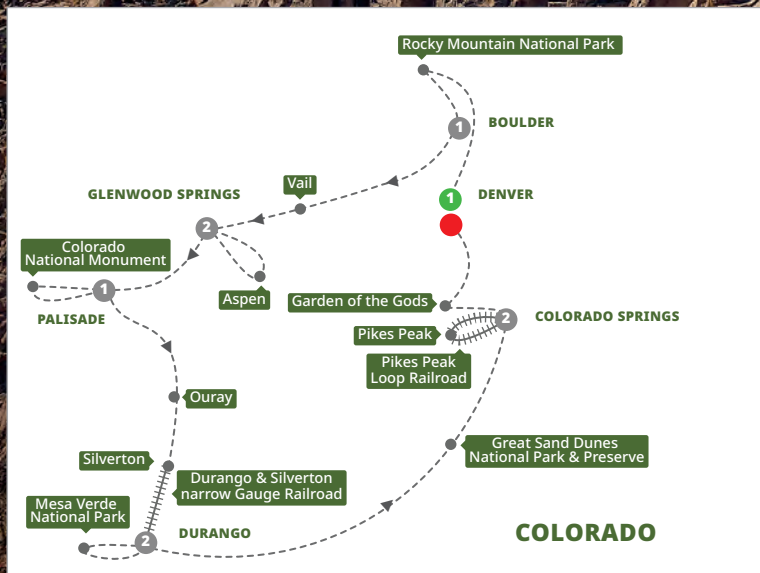 Rocky Mountain National Park
1
BOULDER
Vail
GLENWOOD SPRINGS
1
DENVER
2
Colorado
National Monument
Aspen
1
Garden of the Gods
PALISADE
2
COLORADO SPRINGS
Pikes Peak
Pikes Peak
Loop Railroad
Ouray
Silverton
Great Sand Dunes
National Park & Preserve
Durango & Silverton
narrow Gauge Railroad
Mesa Verde
National Park
2
DURANGO
COLORADO